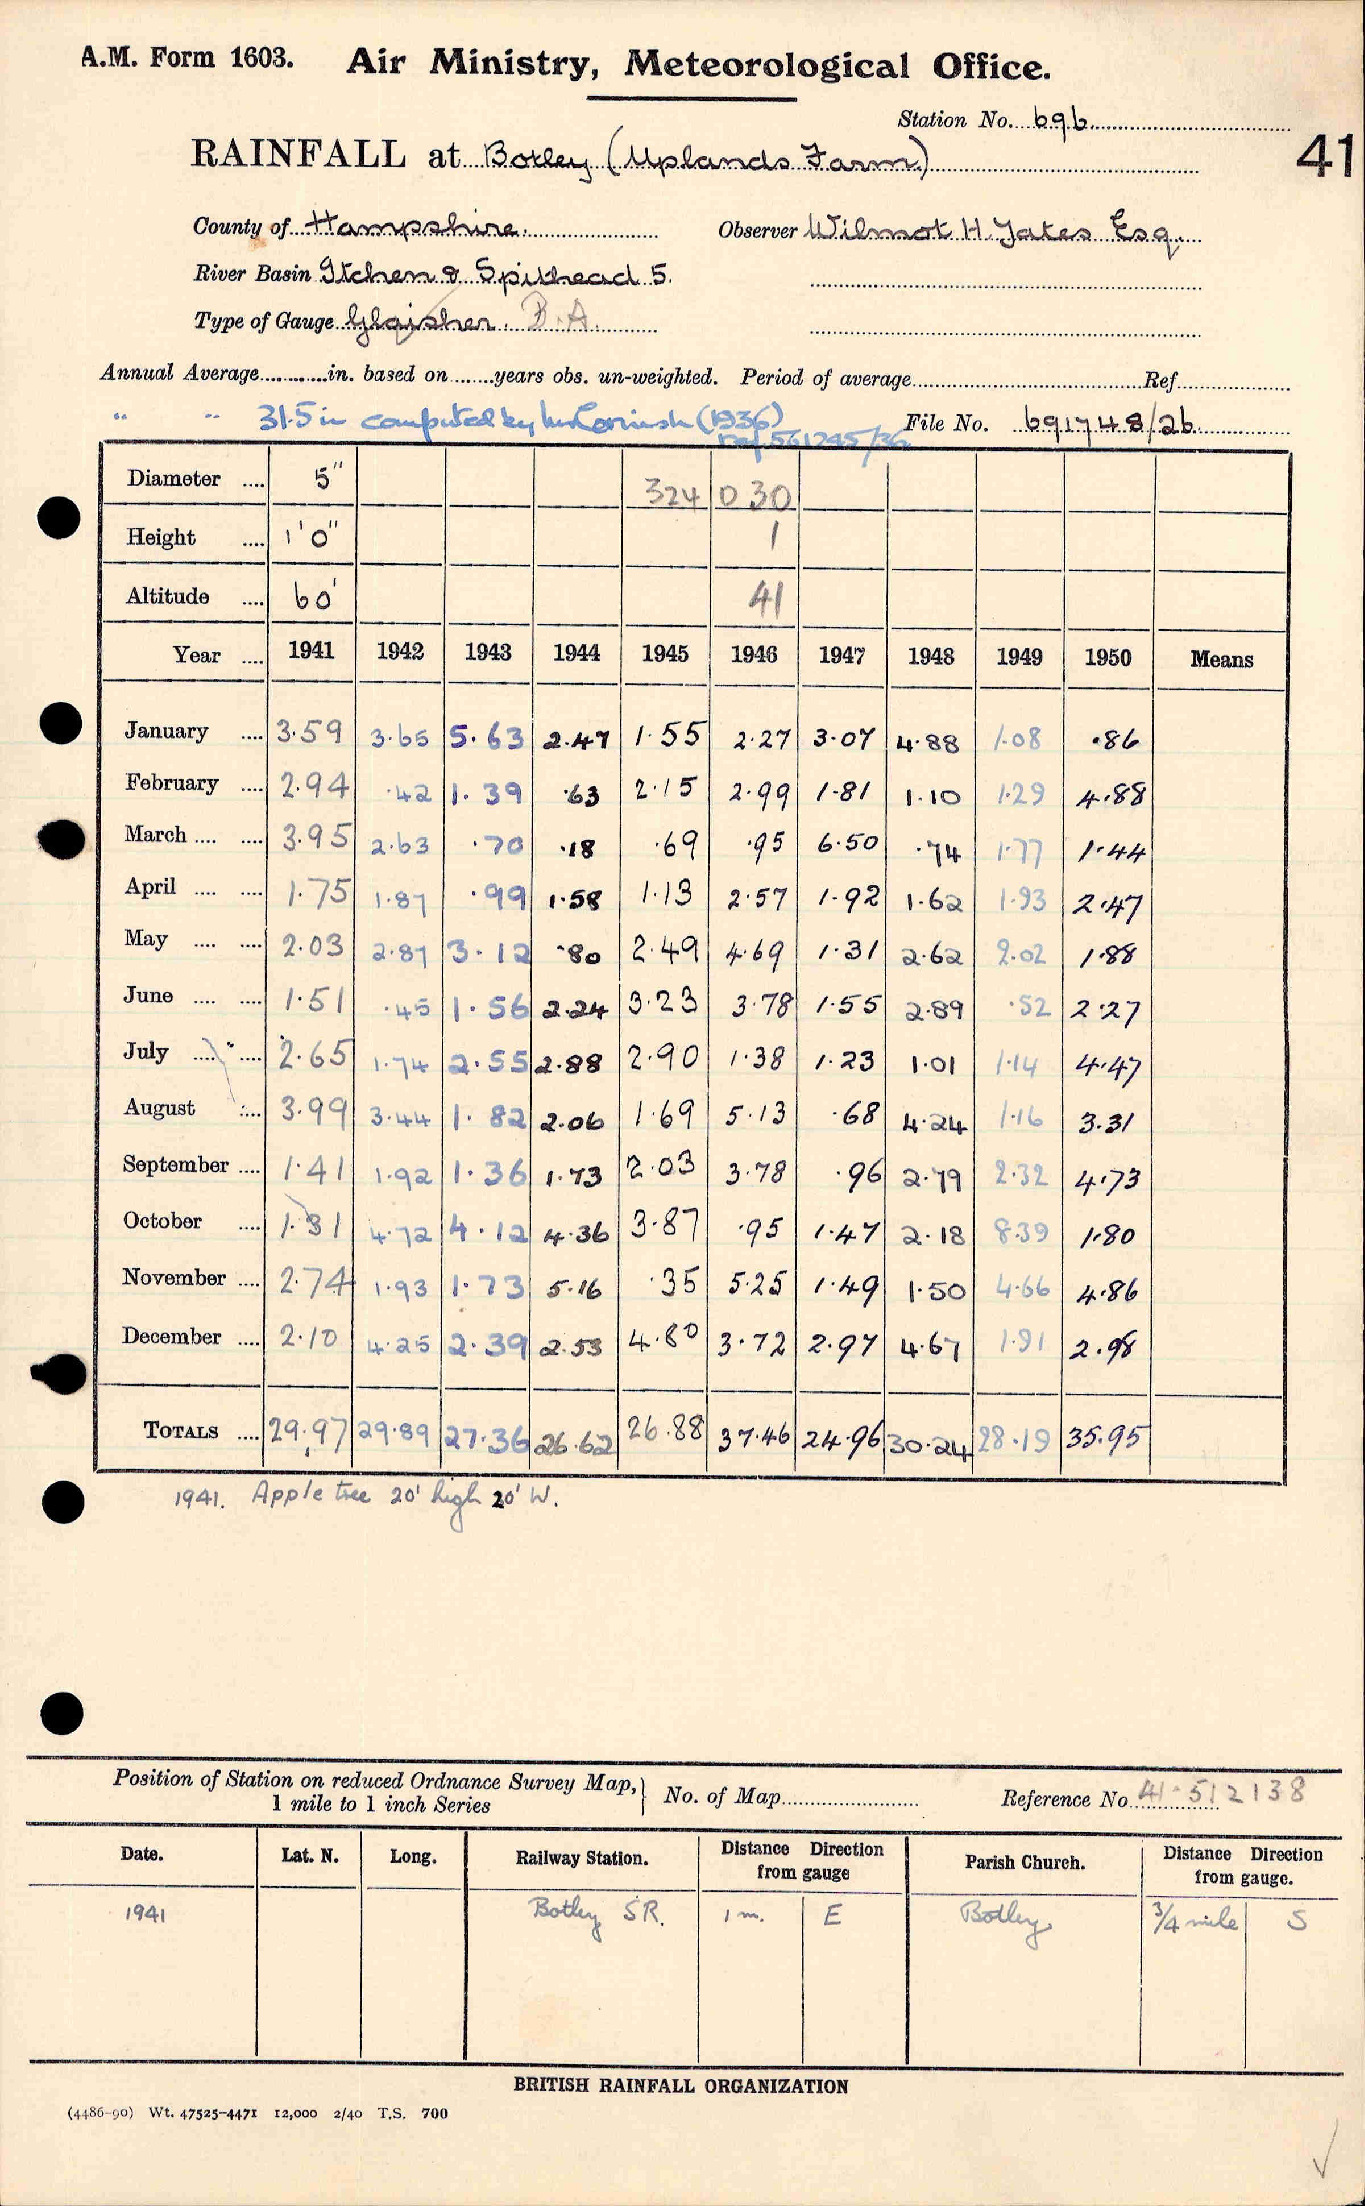 A.M. Form 1603. Air Ministry, Meteorological Office.
Station No. 696
RAINFALL at Botley (Uplands Farm) 41
County of Hampshire. Observer Wilmot H. Yates Esq.
River Basin Itchen & Spithead 5.
Type of Gauge Glaisher. B.A.
Annual Average............in. based on........years obs. un-weighted. Period of average............Ref............
" " 31.5 in computed by (1936) File No. 691748/26
ref 561245/36
Diameter .... 5" 324030
Height .... 1'0" 1
Altitude .... 60' 41
Year .... 1941 1942 1943 1944 1945 1946 1947 1948 1949 1950 Means
January .... 3.59 3.65 5.63 2.47 1.55 2.27 3.07 4.88 1.08 .86
February .... 2.94 .42 1.39 .63 2.15 2.99 1.81 1.10 1.29 4.88
March .... .... 3.95 2.63 .70 .18 .69 .95 6.50 .74 1.77 1.44
April .... .... 1.75 1.87 .99 1.58 1.13 2.57 1.92 1.62 1.93 2.47
May .... .... 2.03 2.87 3.12 .80 2.49 4.69 1.31 2.62 2.02 1.88
June .... .... 1.51 .45 1.56 2.24 3.23 3.78 1.55 2.89 .52 2.27
July .... .... 2.65 1.74 2.55 2.88 2.90 1.38 1.23 1.01 1.14 4.47
August .... 3.99 3.44 1.82 2.06 1.69 5.13 .68 4.24 1.16 3.31
September .... 1.41 1.92 1.36 1.73 2.03 3.78 .96 2.79 2.32 4.73
October .... 1.31 4.72 4.12 4.36 3.87 .95 1.47 2.18 8.39 1.80
November .... 2.74 1.93 1.73 5.16 .35 5.25 1.49 1.50 4.66 4.86
December .... 2.10 4.25 2.39 2.53 4.80 3.72 2.97 4.67 1.91 2.98
TOTALS .... 29.97 29.89 27.36 26.62 26.88 37.46 24.96 30.24 28.19 35.95
1941. Apple tree 20' high 20' W.
Position of Station on reduced Ordnance Survey Map, 1 mile to 1 inch Series } No. of Map............ Reference No. 41.512138
Date. Lat. N. Long. Railway Station. Distance Direction from gauge Parish Church. Distance Direction from gauge.
1941 Botley S.R. 1 m. E Botley 3/4 mile S
BRITISH RAINFALL ORGANIZATION
(4486-90) Wt. 47525-4471 12,000 2/40 T.S. 700